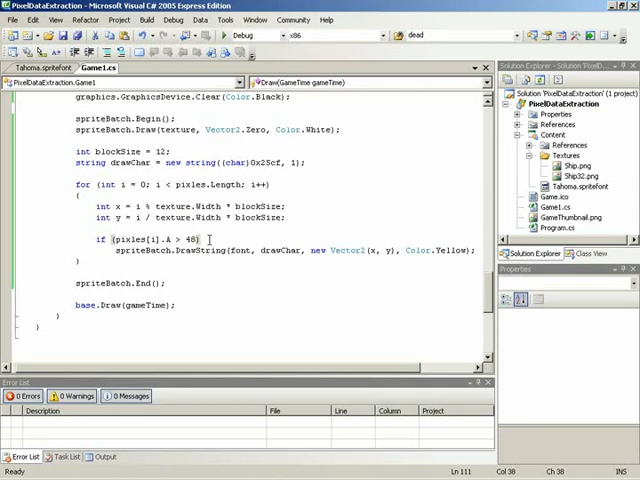 PixelDataExtraction - Microsoft Visual C# 2005 Express Edition
File Edit View Refactor Project Build Debug Data Tools Window Community Help
Debug x86 dead
Tahoma.spritefont Game1.cs
PixelDataExtraction.Game1 Draw(GameTime gameTime)
graphics.GraphicsDevice.Clear(Color.Black);
spriteBatch.Begin();
spriteBatch.Draw(texture, Vector2.Zero, Color.White);
int blockSize = 12;
string drawChar = new string((char)0x25cf, 1);
for (int i = 0; i < pixles.Length; i++)
{
int x = i % texture.Width * blockSize;
int y = i / texture.Width * blockSize;
if (pixles[i].A > 48)
spriteBatch.DrawString(font, drawChar, new Vector2(x, y), Color.Yellow);
}
spriteBatch.End();
base.Draw(gameTime);
}
}
Solution Explorer - PixelDataExtraction
Solution 'PixelDataExtraction' (1 project)
PixelDataExtraction
Properties
References
Content
References
Textures
Ship.png
Ship32.png
Tahoma.spritefont
Game.ico
Game1.cs
GameThumbnail.png
Program.cs
Solution Explorer Class View
Properties
Error List
0 Errors 0 Warnings 0 Messages
Description File Line Column Project
Error List Task List Output
Ready Ln 111 Col 38 Ch 38 INS